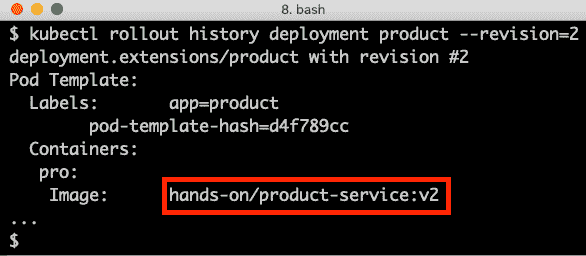 8. bash
$ kubectl rollout history deployment product --revision=2
deployment.extensions/product with revision #2
Pod Template:
  Labels:       app=product
        pod-template-hash=d4f789cc
  Containers:
   pro:
    Image:      hands-on/product-service:v2
...
$